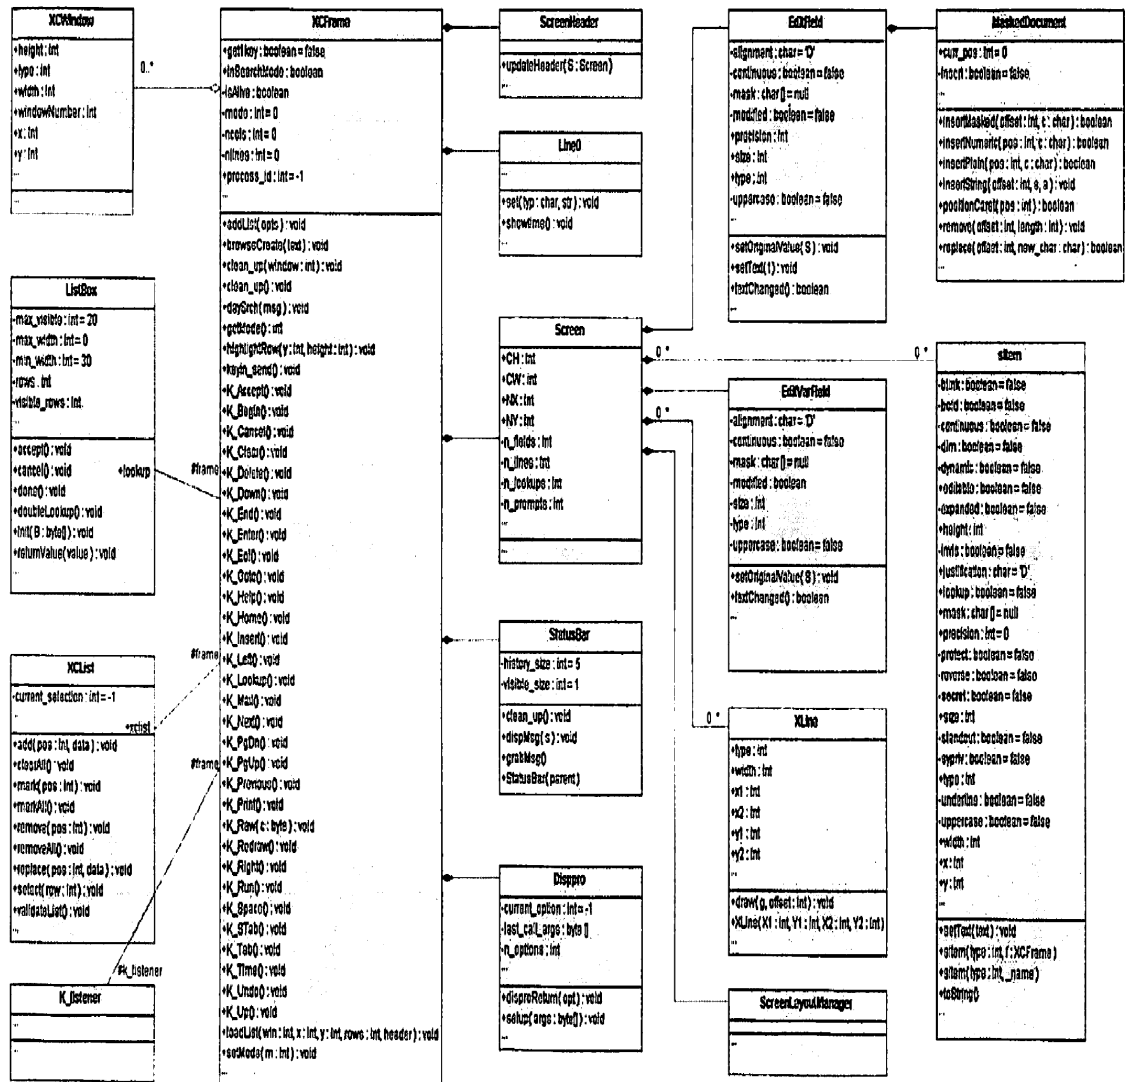 XCWindow
+height : int
+type : int
+width : int
+windowNumber : int
+x : int
+y : int
...
...
0..*
XCFrame
+gettkey : boolean = false
+inSearchMode : boolean
-isAlive : boolean
-mode : int = 0
-ncols : int = 0
-nlines : int = 0
+process_id : int = -1
...
+addList(opts) : void
+browseCreate(text) : void
+clean_up(window : int) : void
+clean_up() : void
+daySrch(msg) : void
+getMode() : int
+highlightRow(y : int, height : int) : void
+keyin_send() : void
+K_Accept() : void
+K_Begin() : void
+K_Cancel() : void
+K_Clear() : void
+K_Delete() : void
+K_Down() : void
+K_End() : void
+K_Enter() : void
+K_Eof() : void
+K_Goto() : void
+K_Help() : void
+K_Home() : void
+K_Insert() : void
+K_Left() : void
+K_Lookup() : void
+K_Mail() : void
+K_Next() : void
+K_PgDn() : void
+K_PgUp() : void
+K_Previous() : void
+K_Print() : void
+K_Raw(c : byte) : void
+K_Redraw() : void
+K_Right() : void
+K_Run() : void
+K_Space() : void
+K_STab() : void
+K_Tab() : void
+K_Time() : void
+K_Undo() : void
+K_Up() : void
+loadList(win : int, x : int, y : int, rows : int, header) : void
+setMode(m : int) : void
...
ListBox
-max_visible : int = 20
-max_width : int = 0
-min_width : int = 30
-rows : int
-visible_rows : int
...
+accept() : void
+cancel() : void
+done() : void
+doubleLookup() : void
+init(B : byte[]) : void
+returnValue(value) : void
...
+lookup
#frame
XCList
-current_selection : int = -1
...
+add(pos : int, data) : void
+clearAll() : void
+mark(pos : int) : void
+markAll() : void
+remove(pos : int) : void
+removeAll() : void
+replace(pos : int, data) : void
+select(row : int) : void
+validateList() : void
...
+xclist
#frame
K_listener
...
...
#k_listener
#frame
ScreenHeader
+updateHeader(S : Screen)
...
Line0
+set(typ : char, str) : void
+showtime() : void
...
Screen
+CH : int
+CW : int
+NX : int
+NY : int
-n_fields : int
-n_lines : int
-n_lookups : int
-n_prompts : int
...
...
StatusBar
-history_size : int = 5
-visible_size : int = 1
+clean_up() : void
+dispMsg(s) : void
+grabMsg()
+StatusBar(parent)
Disppro
-current_option : int = -1
-last_call_args : byte []
-n_options : int
...
+disproReturn(opt) : void
+setup(args : byte[]) : void
...
EditField
-alignment : char = 'D'
-continuous : boolean = false
-mask : char[] = null
-modified : boolean = false
+precision : int
+size : int
+type : int
-uppercase : boolean = false
...
+setOriginalValue(S) : void
+setText(t) : void
+textChanged() : boolean
...
MaskedDocument
+curr_pos : int = 0
-insert : boolean = false
...
+insertMasked(offset : int, c : char) : boolean
+insertNumeric(pos : int, c : char) : boolean
+insertPlain(pos : int, c : char) : boolean
+insertString(offset : int, s, a) : void
+positionCaret(pos : int) : boolean
+remove(offset : int, length : int) : void
+replace(offset : int, new_char : char) : boolean
...
0..*
0..*
EditVarField
-alignment : char = 'D'
-continuous : boolean = false
-mask : char[] = null
-modified : boolean
-size : int
-type : int
-uppercase : boolean = false
+setOriginalValue(S) : void
+textChanged() : boolean
...
0..*
0..*
XLine
+type : int
+width : int
+x1 : int
+x2 : int
+y1 : int
+y2 : int
...
+draw(g, offset : int) : void
+XLine(X1 : int, Y1 : int, X2 : int, Y2 : int)
...
ScreenLayoutManager
...
sItem
-blink : boolean = false
-bold : boolean = false
-continuous : boolean = false
-dim : boolean = false
-dynamic : boolean = false
+editable : boolean = false
-expanded : boolean = false
+height : int
-invis : boolean = false
+justification : char = 'D'
+lookup : boolean = false
+mask : char[] = null
+precision : int = 0
-protect : boolean = false
-reverse : boolean = false
-secret : boolean = false
+size : int
-standout : boolean = false
-sypriv : boolean = false
+type : int
-underline : boolean = false
-uppercase : boolean = false
+width : int
+x : int
+y : int
...
+setText(text) : void
+sItem(type : int, f : XCFrame)
+sItem(type : int, _name)
+toString()
...